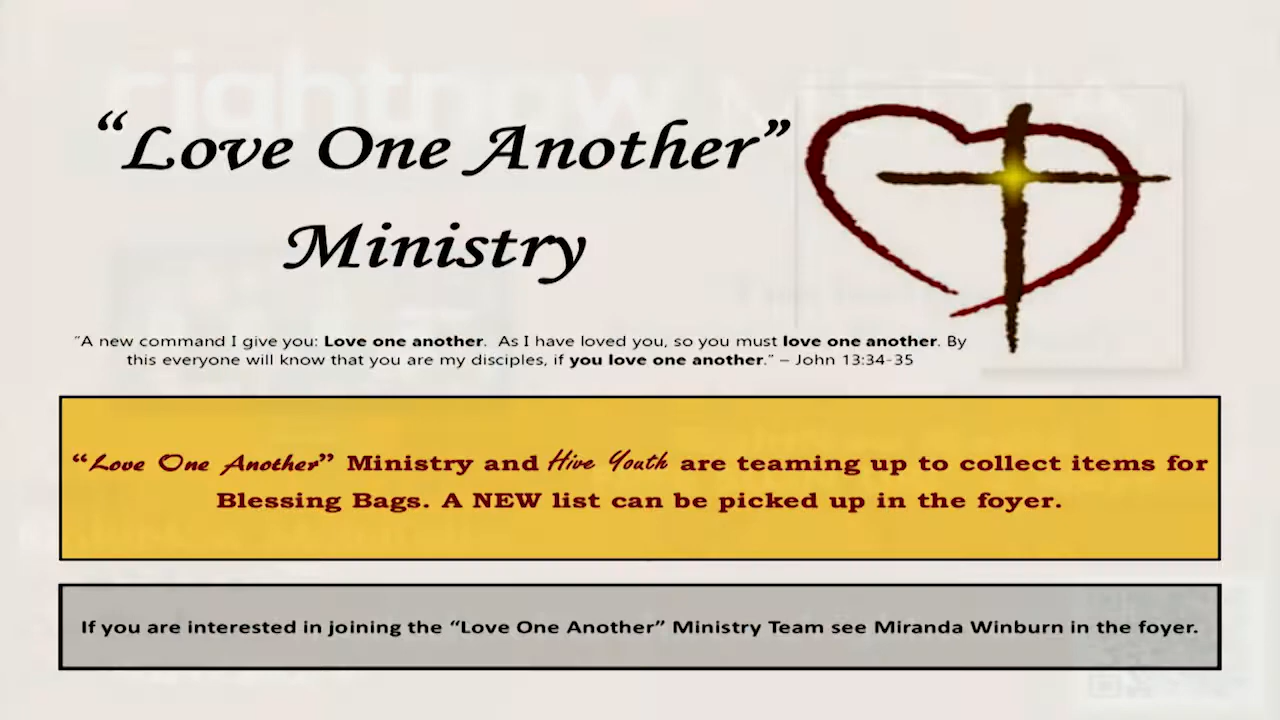 “Love One Another”
Ministry
“A new command I give you: Love one another.  As I have loved you, so you must love one another. By
this everyone will know that you are my disciples, if you love one another.” – John 13:34-35
“Love One Another” Ministry and Hive Youth are teaming up to collect items for
Blessing Bags. A NEW list can be picked up in the foyer.
If you are interested in joining the “Love One Another” Ministry Team see Miranda Winburn in the foyer.
rightnow MEDIA